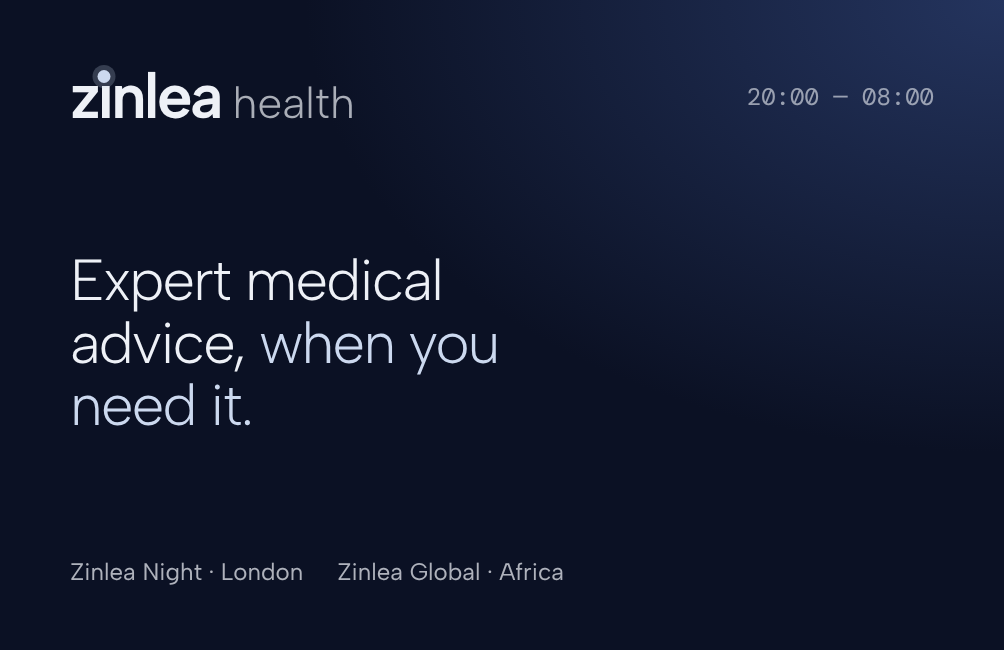 zinlea health
20:00 — 08:00
Expert medical
advice, when you
need it.
Zinlea Night · London
Zinlea Global · Africa